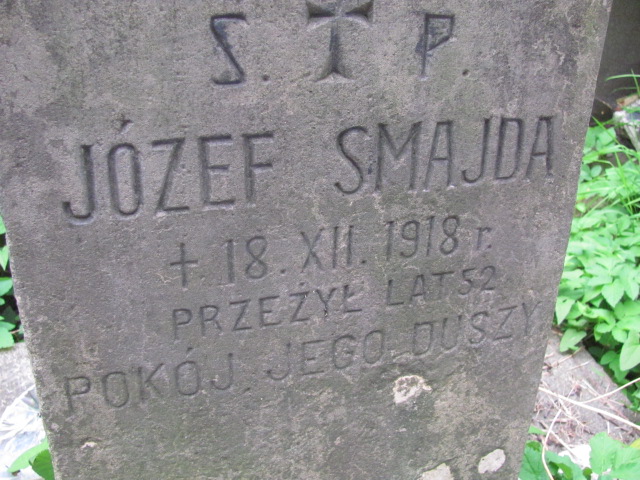 S. P.
JÓZEF SMAJDA
+ 18. XII. 1918 r.
PRZEŻYŁ LAT 52
POKÓJ JEGO DUSZY